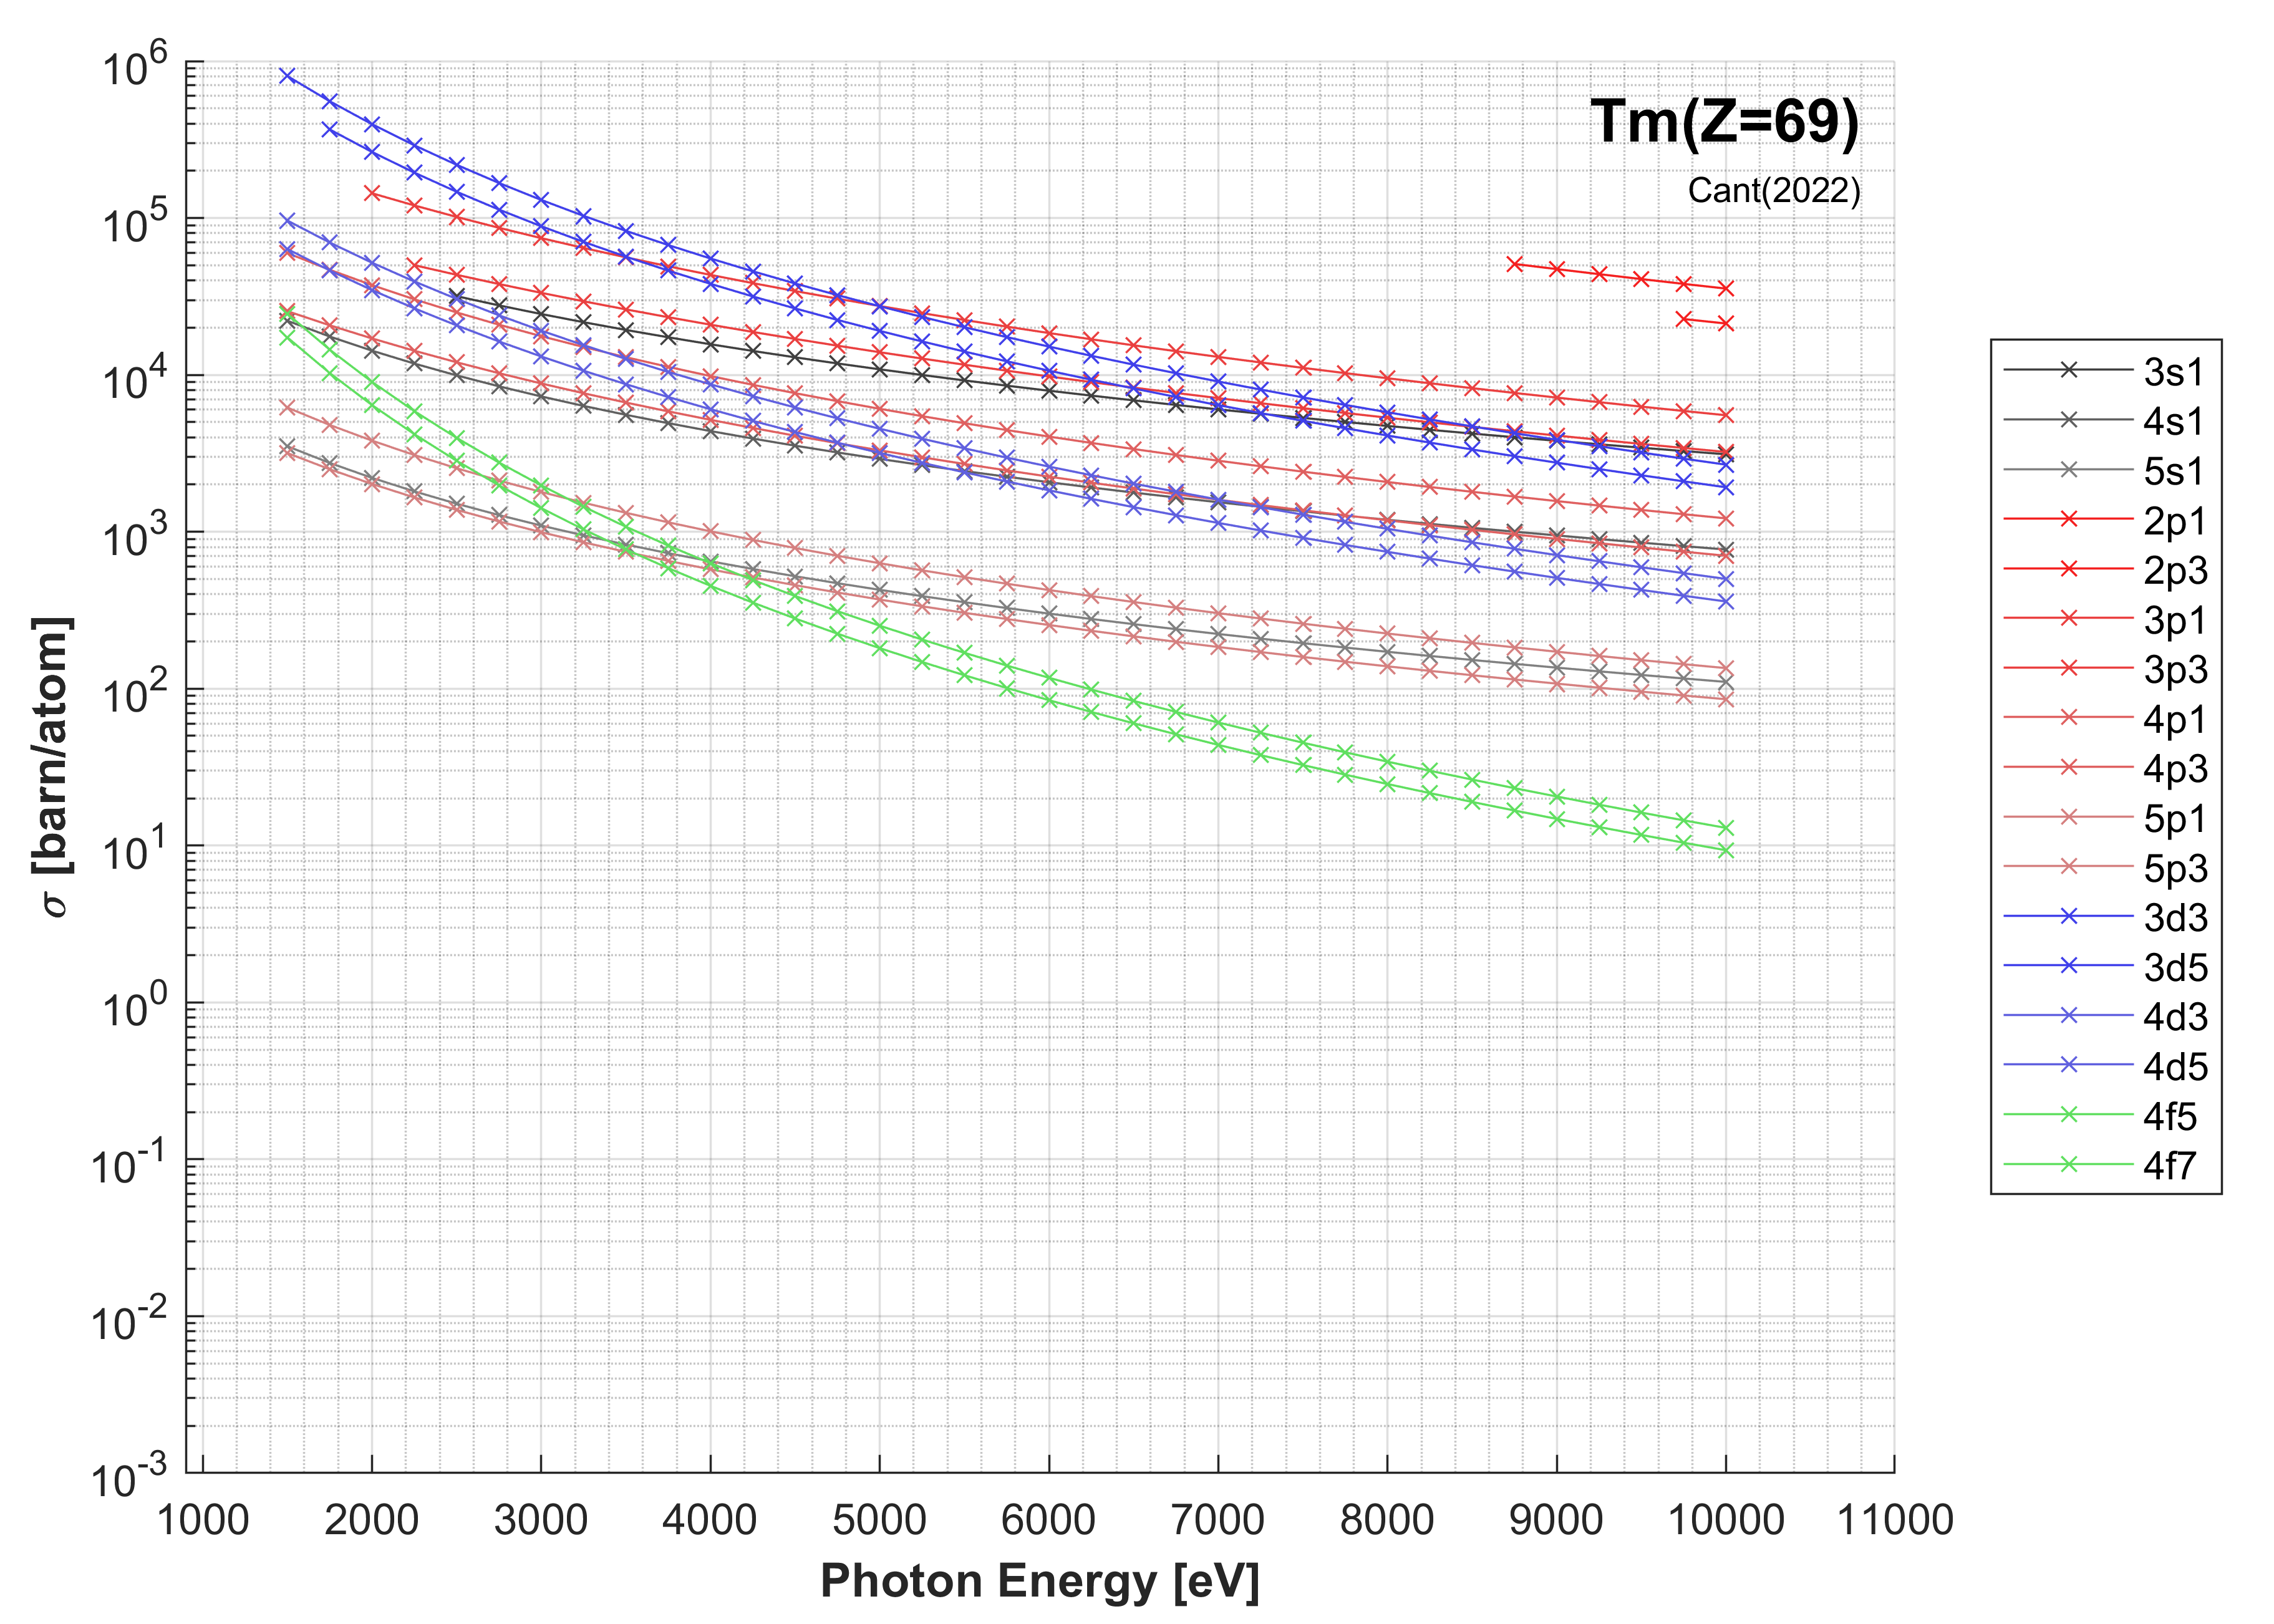 Tm(Z=69)
Cant(2022)
σ [barn/atom]
10^6
10^5
10^4
10^3
10^2
10^1
10^0
10^-1
10^-2
10^-3
1000 2000 3000 4000 5000 6000 7000 8000 9000 10000 11000
Photon Energy [eV]
3s1
4s1
5s1
2p1
2p3
3p1
3p3
4p1
4p3
5p1
5p3
3d3
3d5
4d3
4d5
4f5
4f7